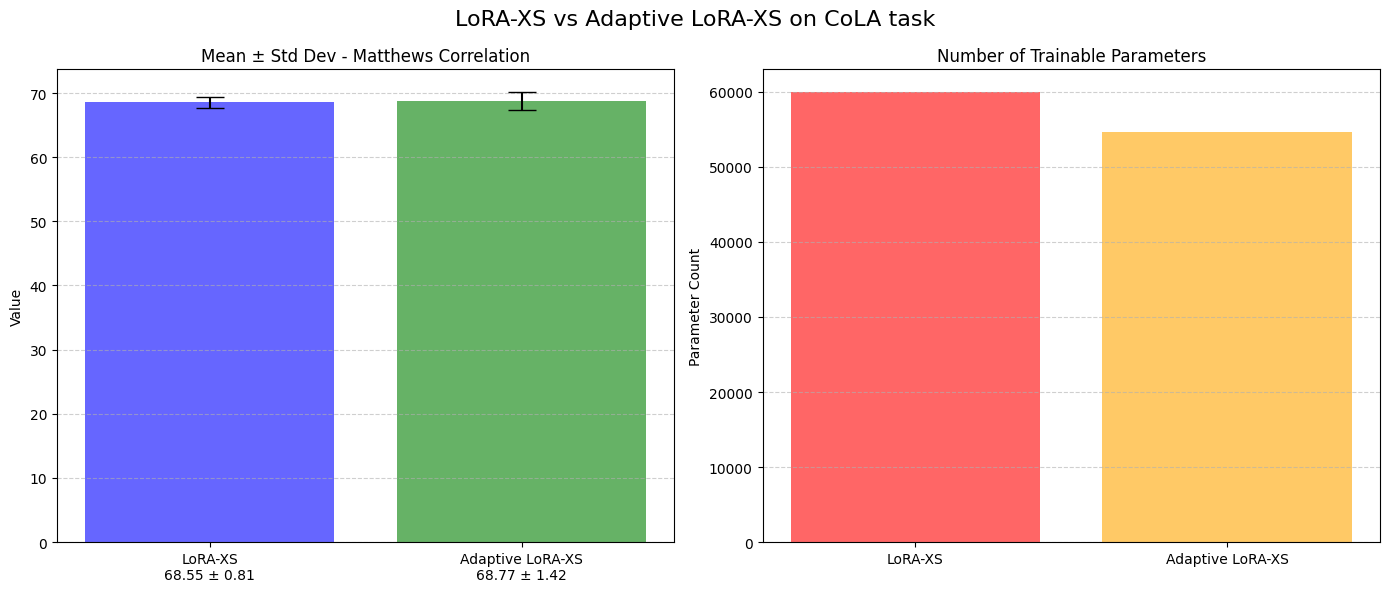 LoRA-XS vs Adaptive LoRA-XS on CoLA task
Mean ± Std Dev - Matthews Correlation
Value
70
60
50
40
30
20
10
0
LoRA-XS
68.55 ± 0.81
Adaptive LoRA-XS
68.77 ± 1.42
Number of Trainable Parameters
Parameter Count
60000
50000
40000
30000
20000
10000
0
LoRA-XS
Adaptive LoRA-XS